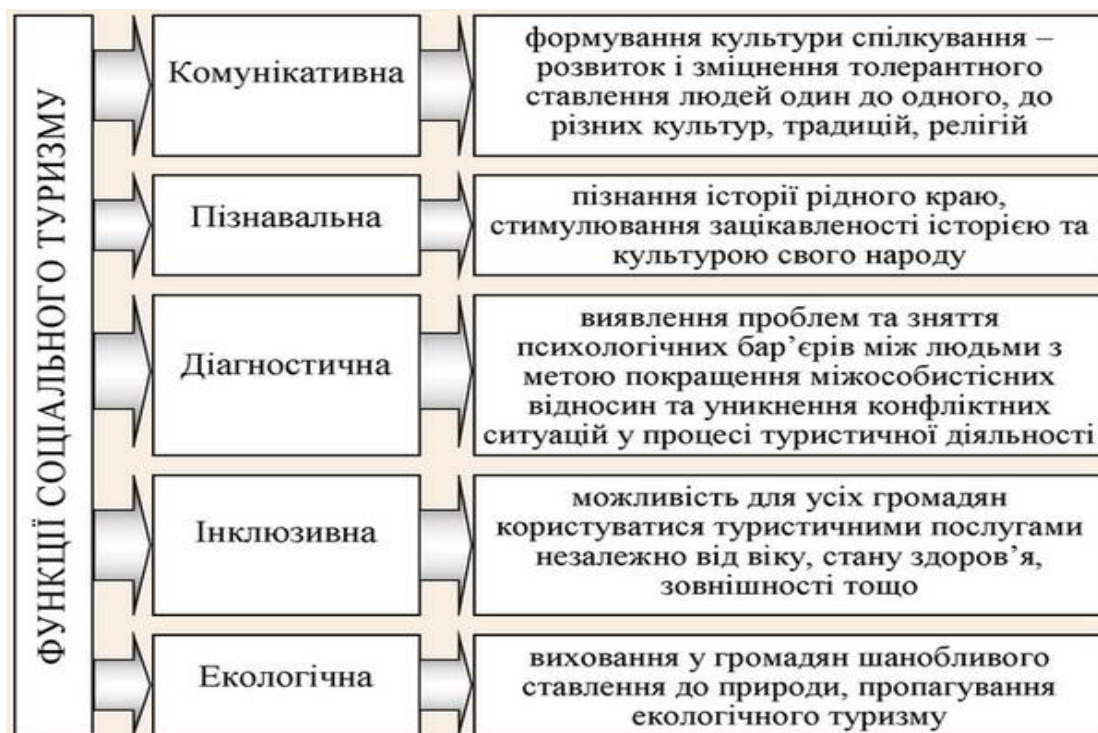 ФУНКЦІЇ СОЦІАЛЬНОГО ТУРИЗМУ
Комунікативна
формування культури спілкування –
розвиток і зміцнення толерантного
ставлення людей один до одного, до
різних культур, традицій, релігій
Пізнавальна
пізнання історії рідного краю,
стимулювання зацікавленості історією та
культурою свого народу
Діагностична
виявлення проблем та зняття
психологічних бар’єрів між людьми з
метою покращення міжособистісних
відносин та уникнення конфліктних
ситуацій у процесі туристичної діяльності
Інклюзивна
можливість для усіх громадян
користуватися туристичними послугами
незалежно від віку, стану здоров’я,
зовнішності тощо
Екологічна
виховання у громадян шанобливого
ставлення до природи, пропагування
екологічного туризму